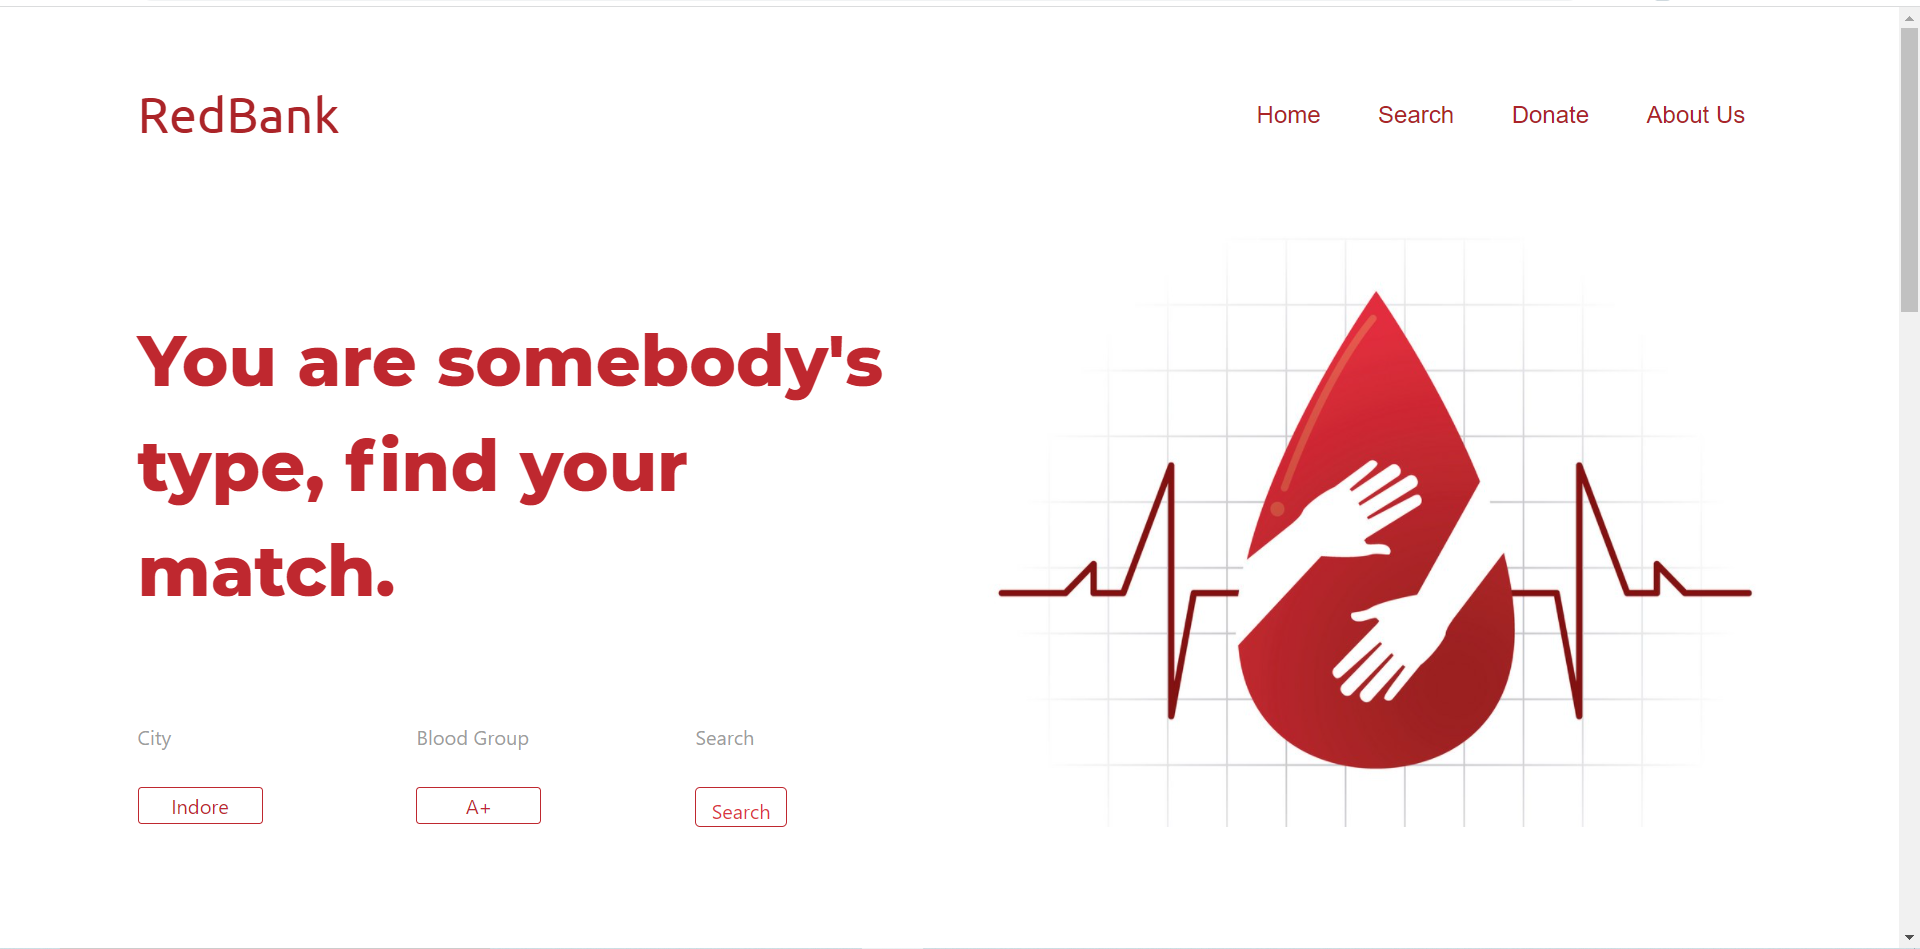 RedBank
Home Search Donate About Us
You are somebody's
type, find your
match.
City Blood Group Search
Indore A+ Search